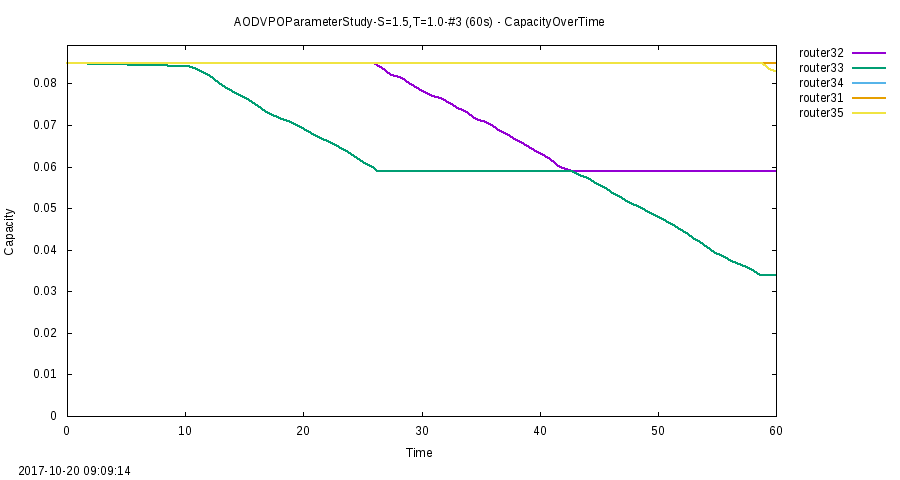 AODVPOParameterStudy-S=1.5,T=1.0-#3 (60s) - CapacityOverTime
router32
router33
router34
router31
router35
0.08
0.07
0.06
0.05
0.04
0.03
0.02
0.01
0
Capacity
0 10 20 30 40 50 60
Time
2017-10-20 09:09:14